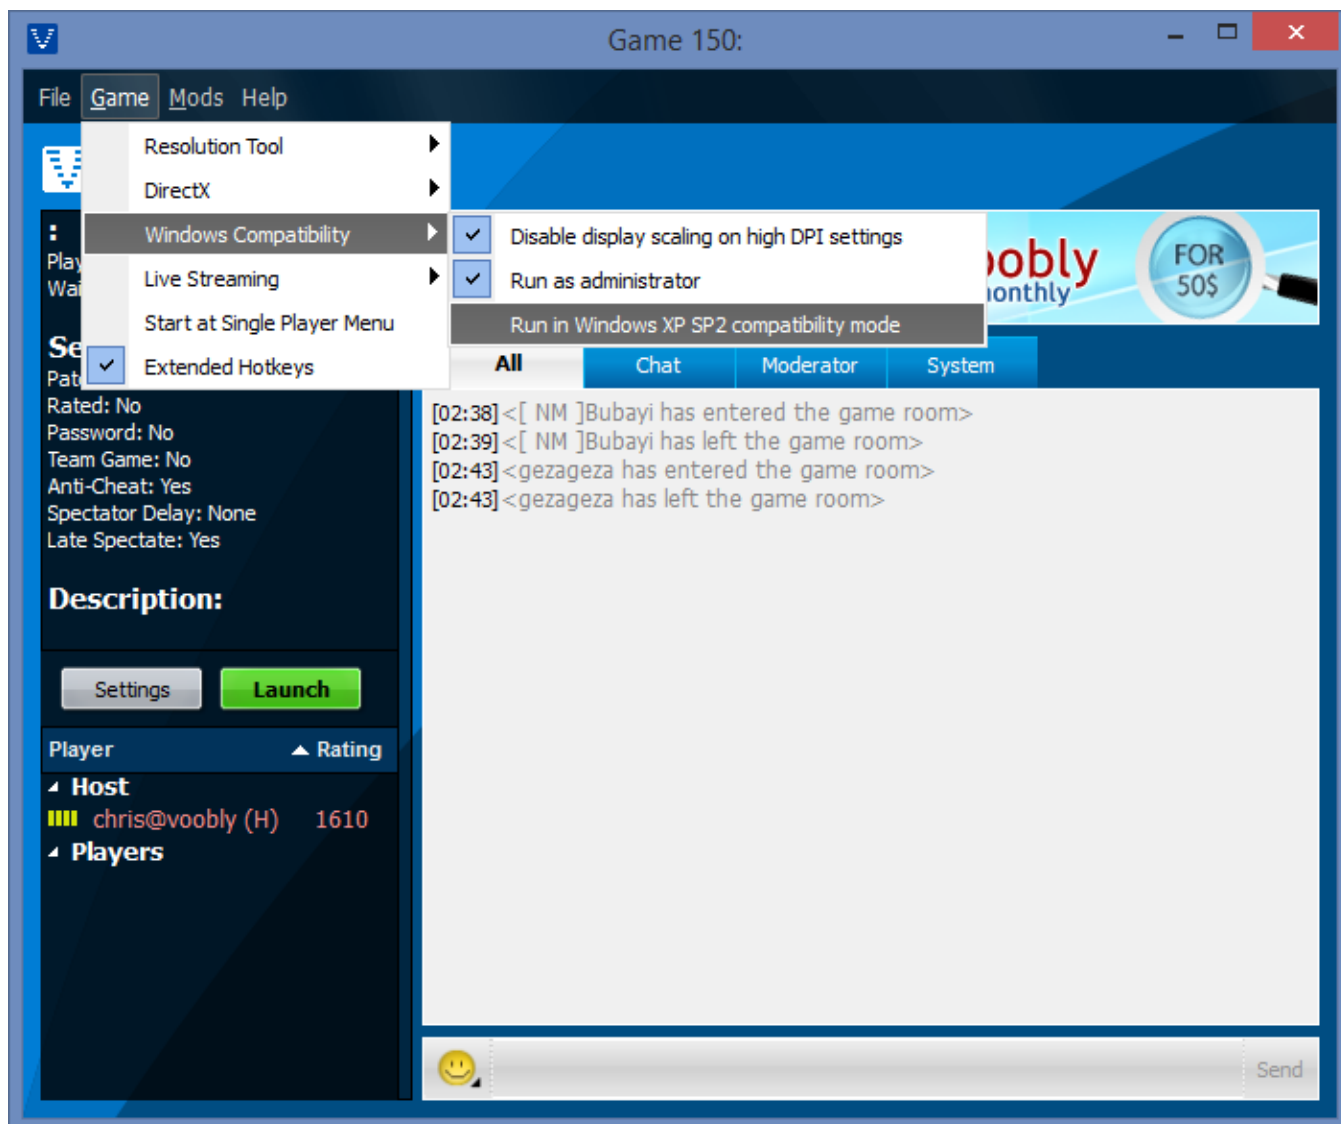 Game 150:
File Game Mods Help
Resolution Tool
DirectX
Windows Compatibility
Live Streaming
Start at Single Player Menu
Extended Hotkeys
Disable display scaling on high DPI settings
Run as administrator
Run in Windows XP SP2 compatibility mode
:
FOR
50$
Rated: No
Password: No
Team Game: No
Anti-Cheat: Yes
Spectator Delay: None
Late Spectate: Yes
Description:
Settings Launch
Player Rating
Host
chris@voobly (H) 1610
Players
All Chat Moderator System
[02:38]<[ NM ]Bubayi has entered the game room>
[02:39]<[ NM ]Bubayi has left the game room>
[02:43]<gezageza has entered the game room>
[02:43]<gezageza has left the game room>
Send